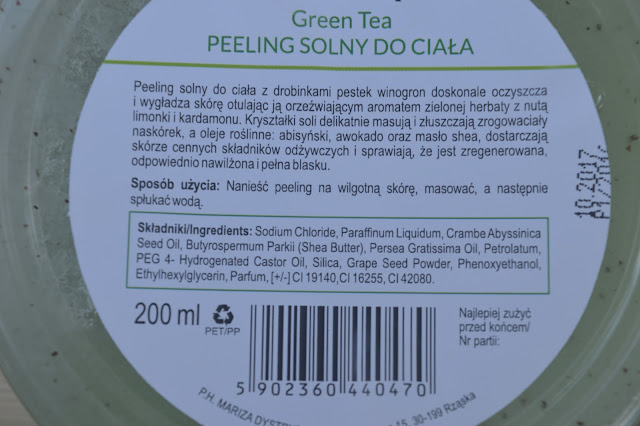 Green Tea
PEELING SOLNY DO CIAŁA
Peeling solny do ciała z drobinkami pestek winogron doskonale oczyszcza
i wygładza skórę otulając ją orzeźwiającym aromatem zielonej herbaty z nutą
limonki i kardamonu. Kryształki soli delikatnie masują i złuszczają zrogowaciały
naskórek, a oleje roślinne: abisyński, awokado oraz masło shea, dostarczają
skórze cennych składników odżywczych i sprawiają, że jest zregenerowana,
odpowiednio nawilżona i pełna blasku.
Sposób użycia: Nanieść peeling na wilgotną skórę, masować, a następnie
spłukać wodą.
10.2017
Składniki/Ingredients: Sodium Chloride, Paraffinum Liquidum, Crambe Abyssinica
Seed Oil, Butyrospermum Parkii (Shea Butter), Persea Gratissima Oil, Petrolatum,
PEG 4- Hydrogenated Castor Oil, Silica, Grape Seed Powder, Phenoxyethanol,
Ethylhexylglycerin, Parfum, [+/-] CI 19140,CI 16255, CI 42080.
200 ml
PET/PP
Najlepiej zużyć
przed końcem/
Nr partii:
5 902360 440470
P.H. MARIZA 15, 30-199 Rząska